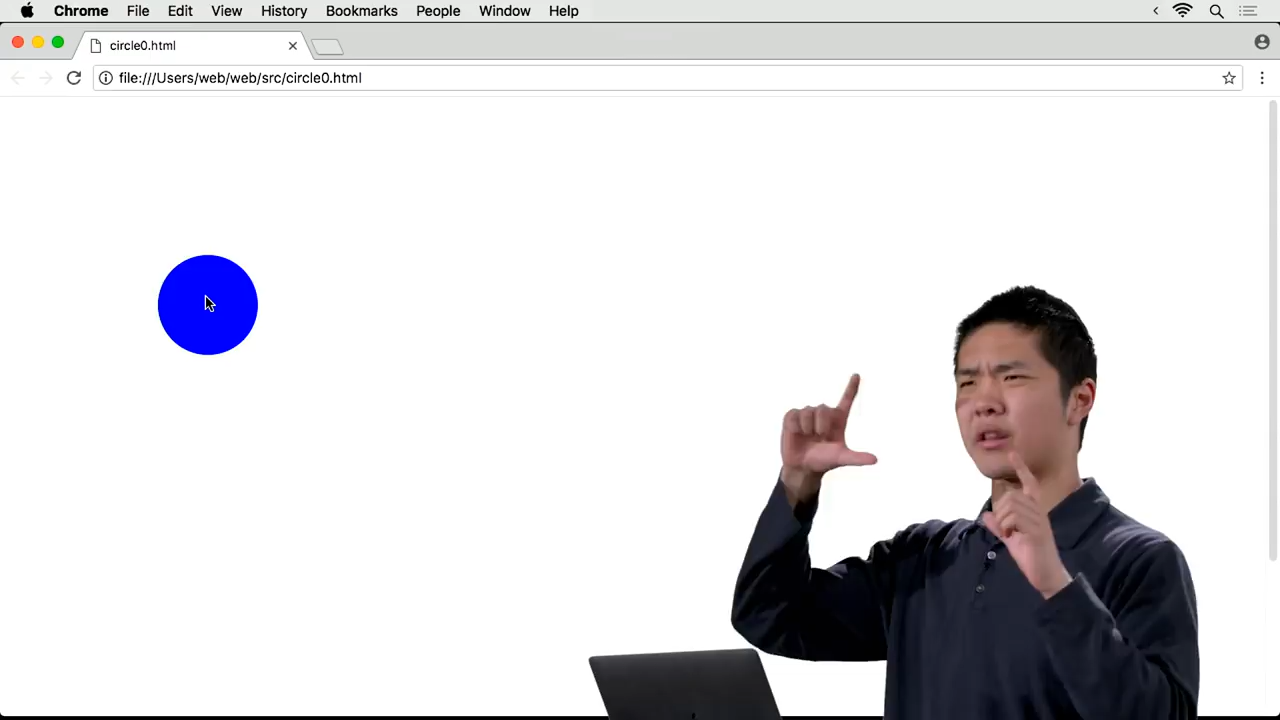 Chrome File Edit View History Bookmarks People Window Help
circle0.html
file:///Users/web/web/src/circle0.html